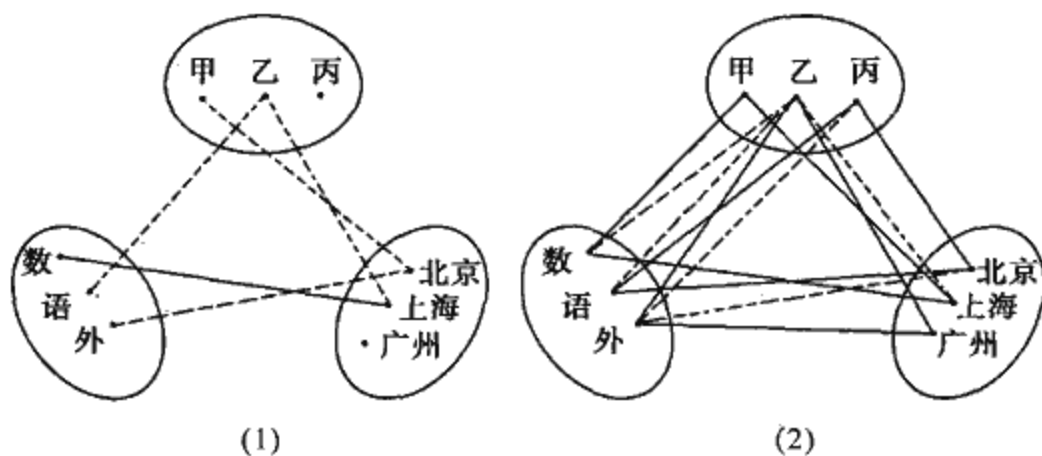 甲 乙 丙
数
语
外
北京
上海
广州
(1)
甲 乙 丙
数
语
外
北京
上海
广州
(2)